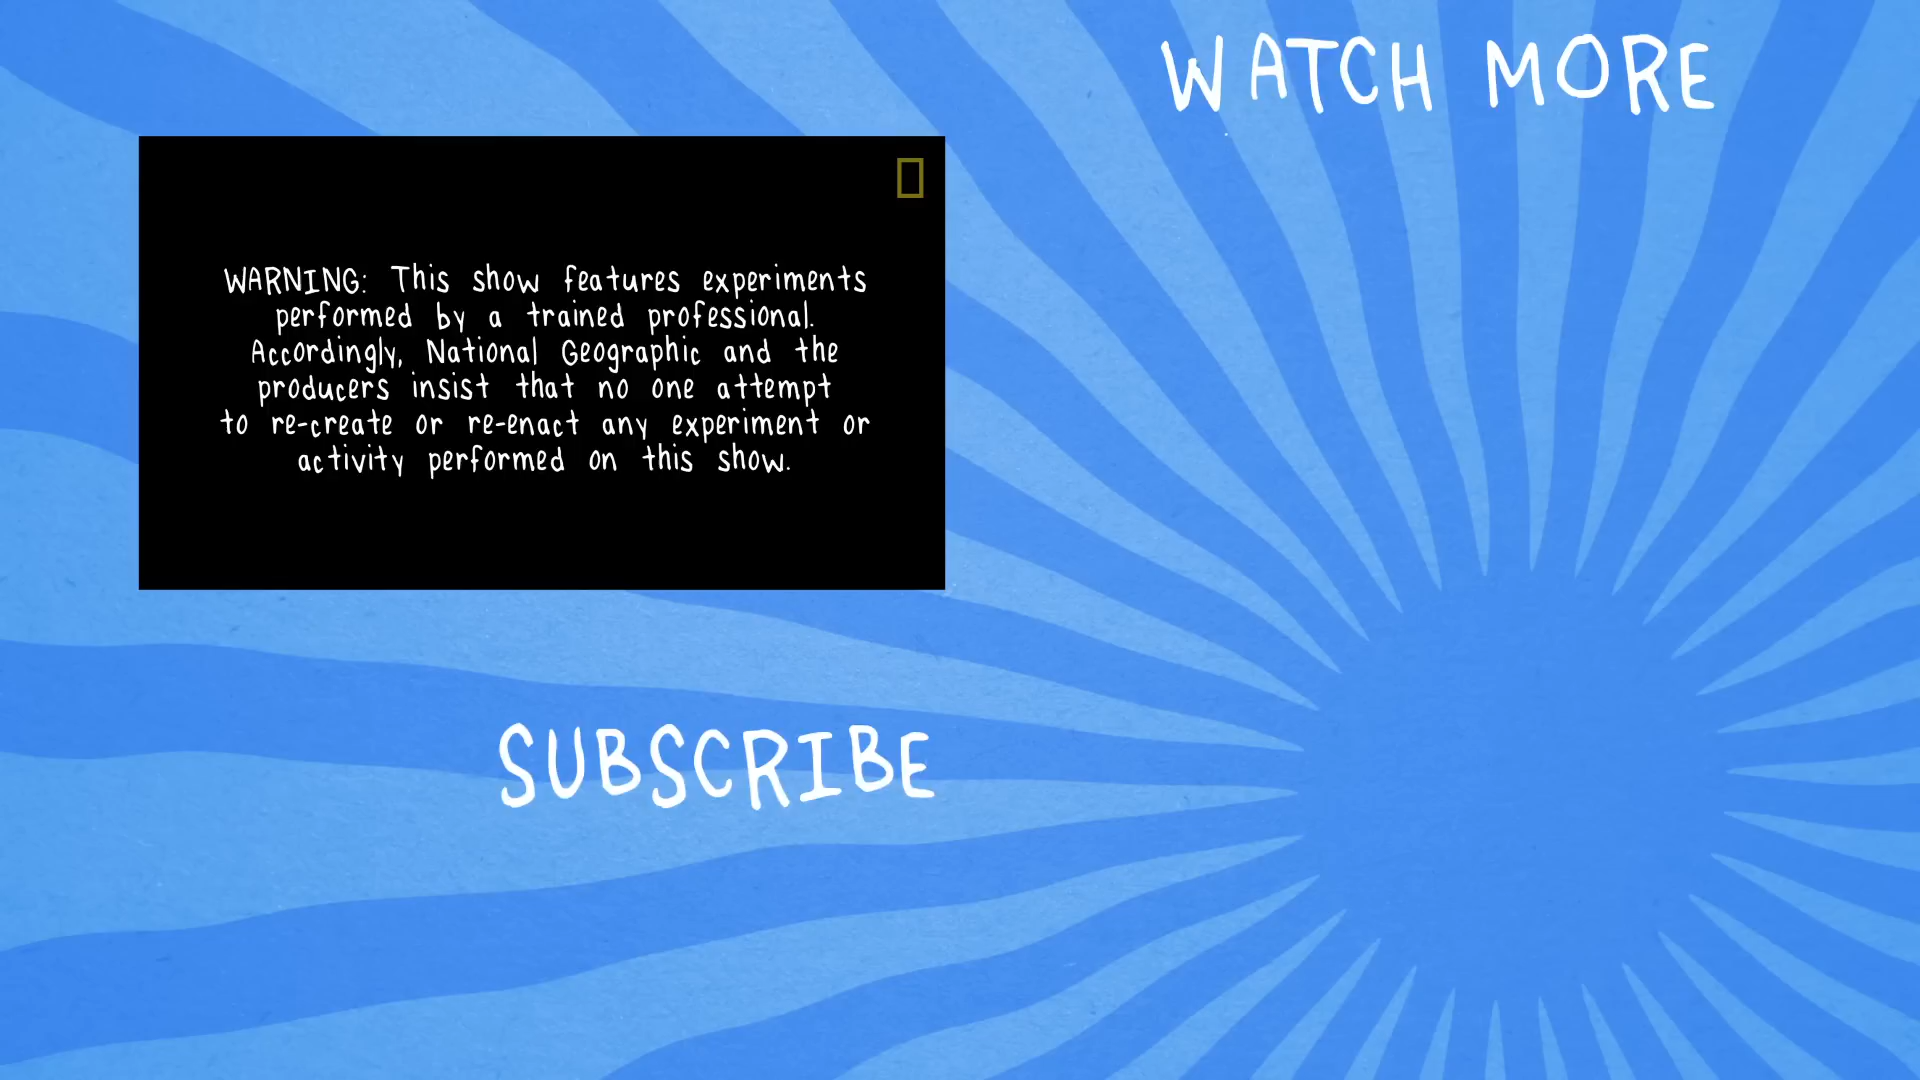 WATCH MORE
WARNING: This show features experiments
performed by a trained professional.
Accordingly, National Geographic and the
producers insist that no one attempt
to re-create or re-enact any experiment or
activity performed on this show.
SUBSCRIBE